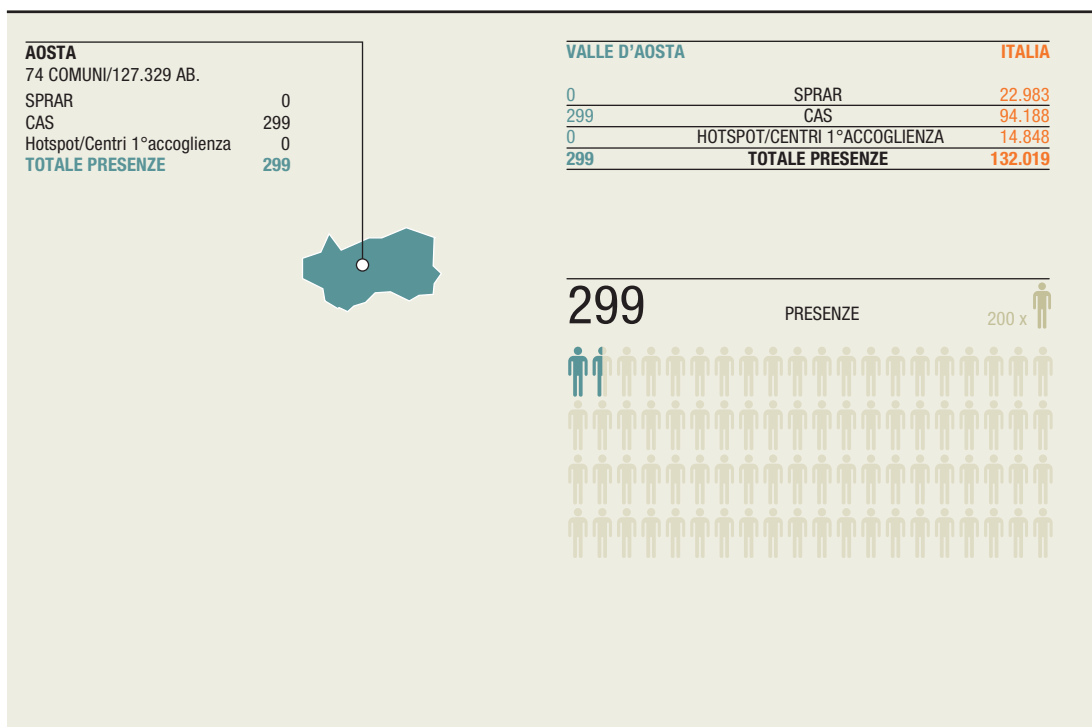 AOSTA
74 COMUNI/127.329 AB.
SPRAR 0
CAS 299
Hotspot/Centri 1°accoglienza 0
TOTALE PRESENZE 299
VALLE D'AOSTA ITALIA
0 SPRAR 22.983
299 CAS 94.188
0 HOTSPOT/CENTRI 1°ACCOGLIENZA 14.848
299 TOTALE PRESENZE 132.019
299 PRESENZE 200 x